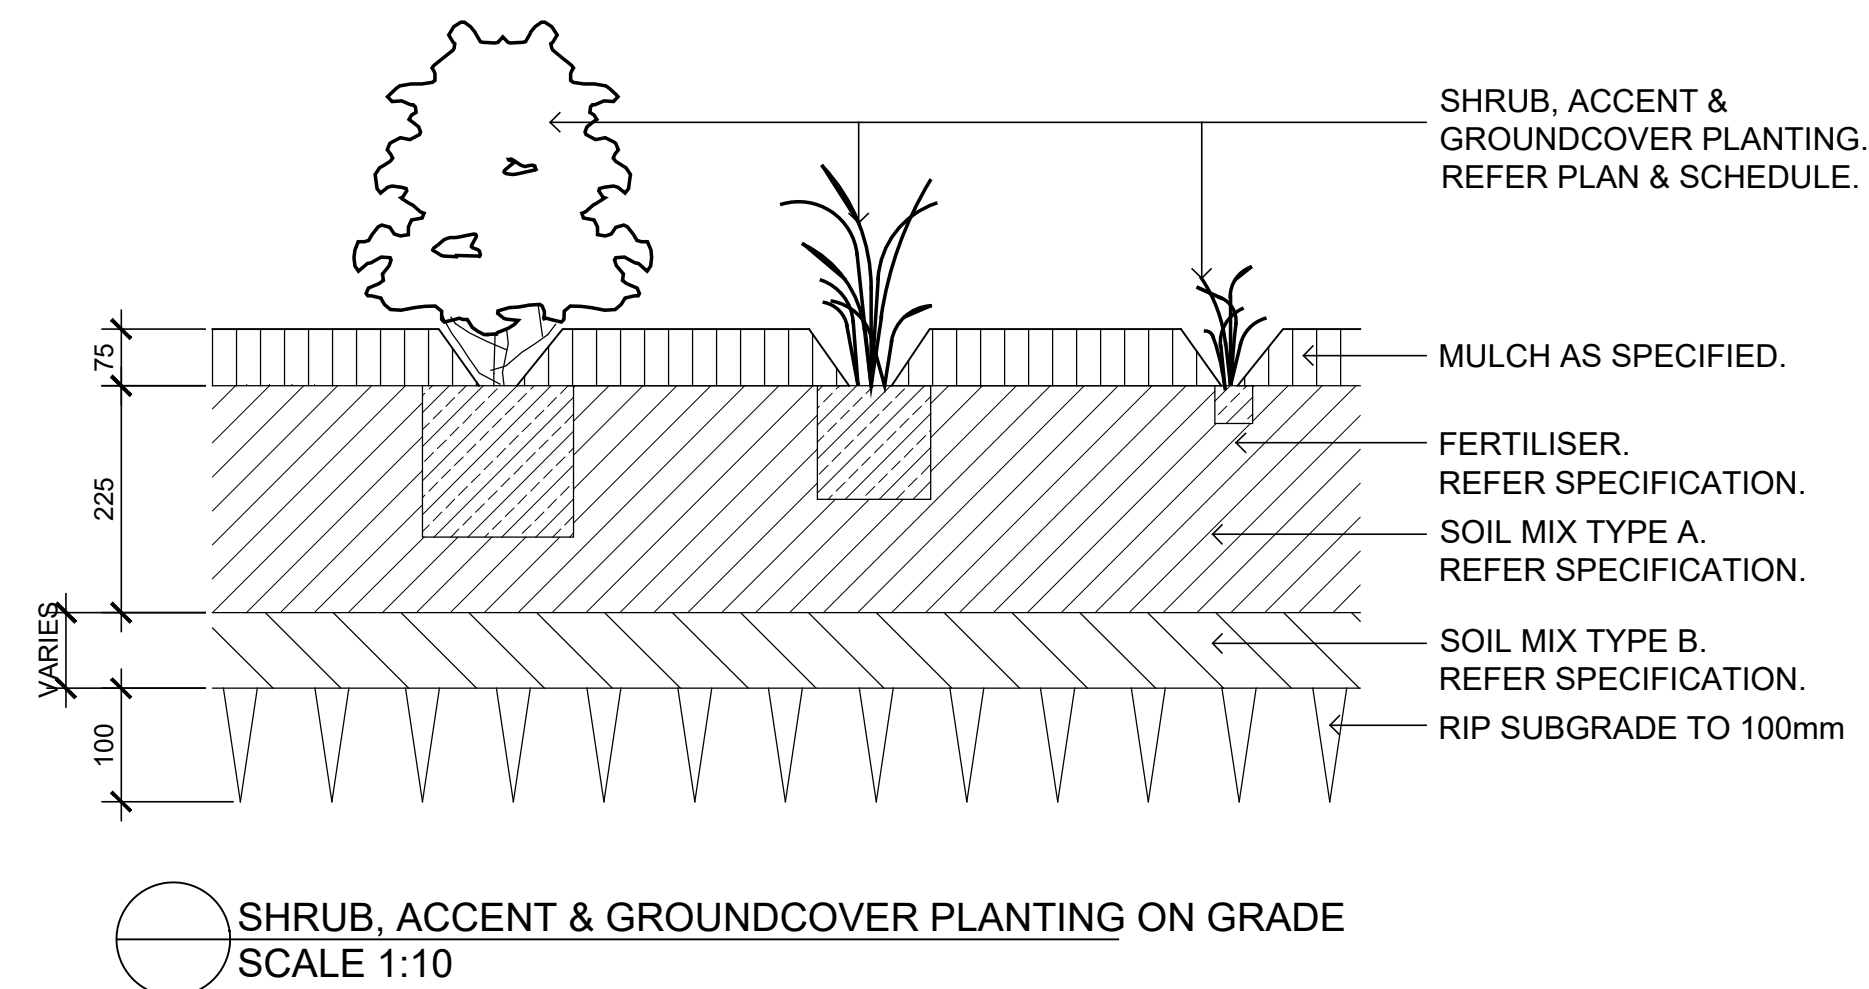 SHRUB, ACCENT &
GROUNDCOVER PLANTING.
REFER PLAN & SCHEDULE.
75
MULCH AS SPECIFIED.
225
FERTILISER.
REFER SPECIFICATION.
SOIL MIX TYPE A.
REFER SPECIFICATION.
VARIES
SOIL MIX TYPE B.
REFER SPECIFICATION.
100
RIP SUBGRADE TO 100mm
SHRUB, ACCENT & GROUNDCOVER PLANTING ON GRADE
SCALE 1:10